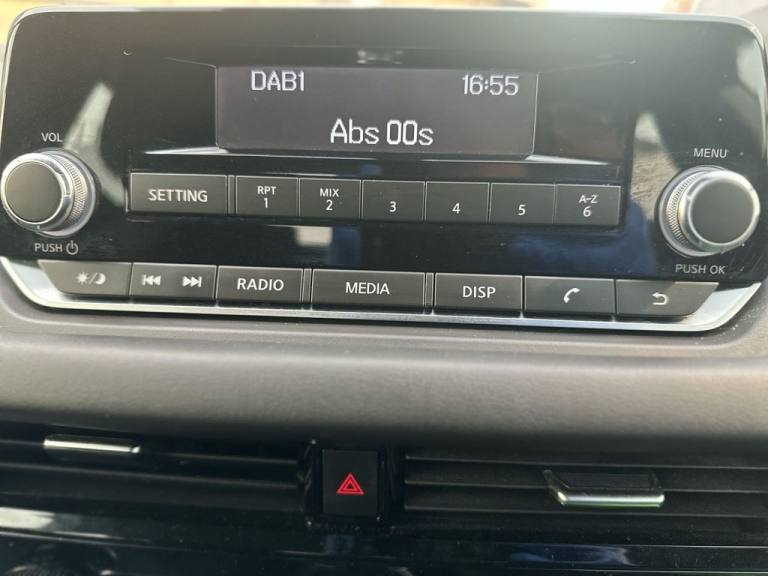 DAB1 16:55
Abs 00s
VOL
MENU
SETTING
RPT
1
MIX
2
3
4
5
A-Z
6
PUSH
PUSH OK
RADIO
MEDIA
DISP